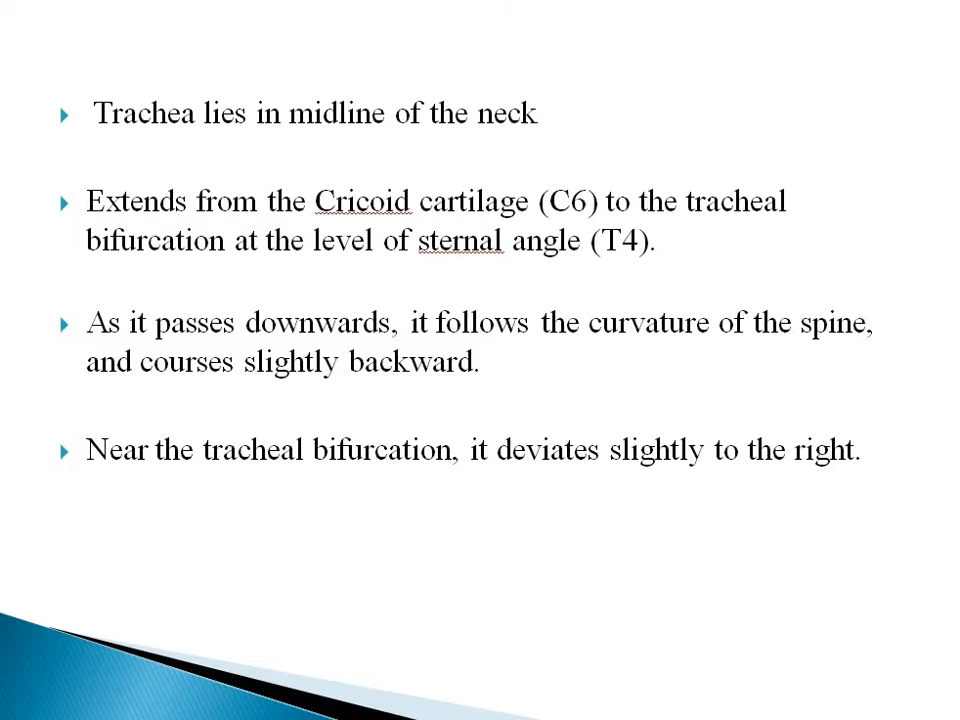 Trachea lies in midline of the neck
Extends from the Cricoid cartilage (C6) to the tracheal
bifurcation at the level of sternal angle (T4).
As it passes downwards, it follows the curvature of the spine,
and courses slightly backward.
Near the tracheal bifurcation, it deviates slightly to the right.